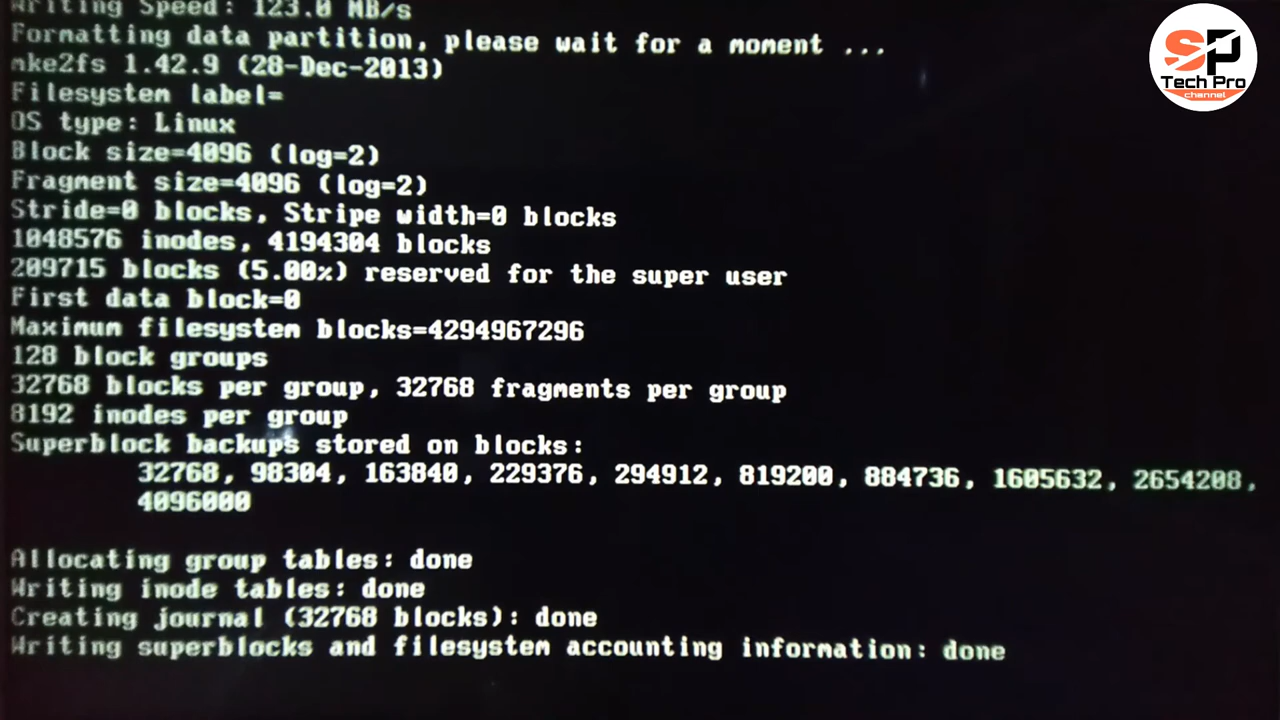 Writing Speed: 123.0 MB/s
Formatting data partition, please wait for a moment ...
mke2fs 1.42.9 (28-Dec-2013)
Filesystem label=
OS type: Linux
Block size=4096 (log=2)
Fragment size=4096 (log=2)
Stride=0 blocks, Stripe width=0 blocks
1048576 inodes, 4194304 blocks
209715 blocks (5.00%) reserved for the super user
First data block=0
Maximum filesystem blocks=4294967296
128 block groups
32768 blocks per group, 32768 fragments per group
8192 inodes per group
Superblock backups stored on blocks:
32768, 98304, 163840, 229376, 294912, 819200, 884736, 1605632, 2654208,
4096000
Allocating group tables: done
Writing inode tables: done
Creating journal (32768 blocks): done
Writing superblocks and filesystem accounting information: done
SP
Tech Pro
channel